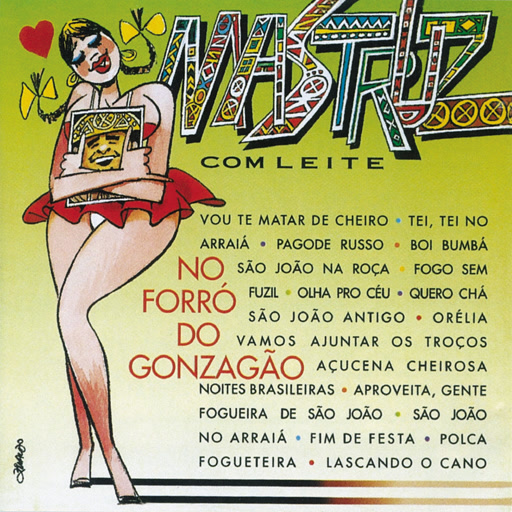 MASTRUZ
COM LEITE
VOU TE MATAR DE CHEIRO • TEI, TEI NO
ARRAIÁ • PAGODE RUSSO • BOI BUMBÁ
NO SÃO JOÃO NA ROÇA • FOGO SEM
FORRÓ FUZIL • OLHA PRO CÉU • QUERO CHÁ
DO SÃO JOÃO ANTIGO • ORÉLIA
VAMOS AJUNTAR OS TROÇOS
GONZAGÃO AÇUCENA CHEIROSA
NOITES BRASILEIRAS • APROVEITA, GENTE
FOGUEIRA DE SÃO JOÃO • SÃO JOÃO
NO ARRAIÁ • FIM DE FESTA • POLCA
FOGUETEIRA • LASCANDO O CANO